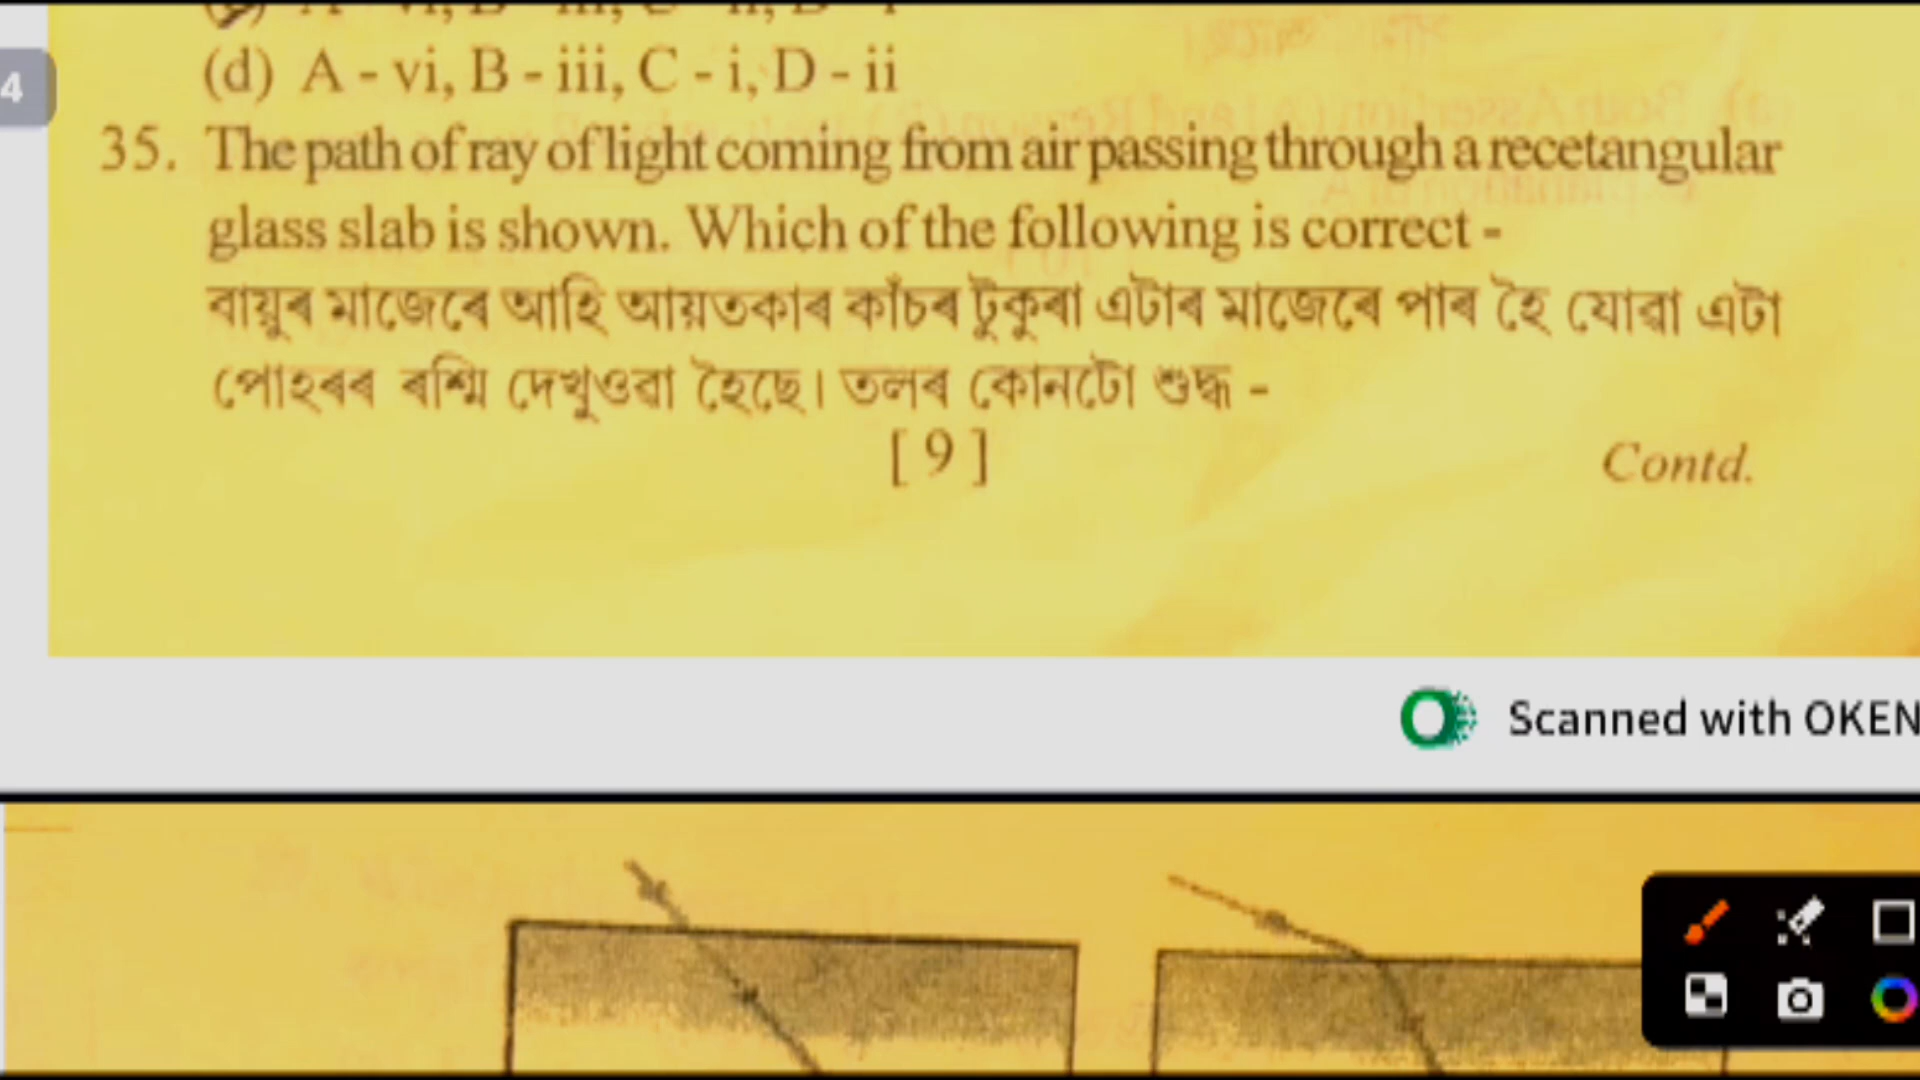 (d) A - vi, B - iii, C - i, D - ii
4
35. The path of ray of light coming from air passing through a recetangular
glass slab is shown. Which of the following is correct -
বায়ুৰ মাজেৰে আহি আয়তকাৰ কাঁচৰ টুকুৰা এটাৰ মাজেৰে পাৰ হৈ যোৱা এটা
পোহৰৰ ৰশ্মি দেখুওৱা হৈছে। তলৰ কোনটো শুদ্ধ -
[ 9 ]
Contd.
Scanned with OKEN